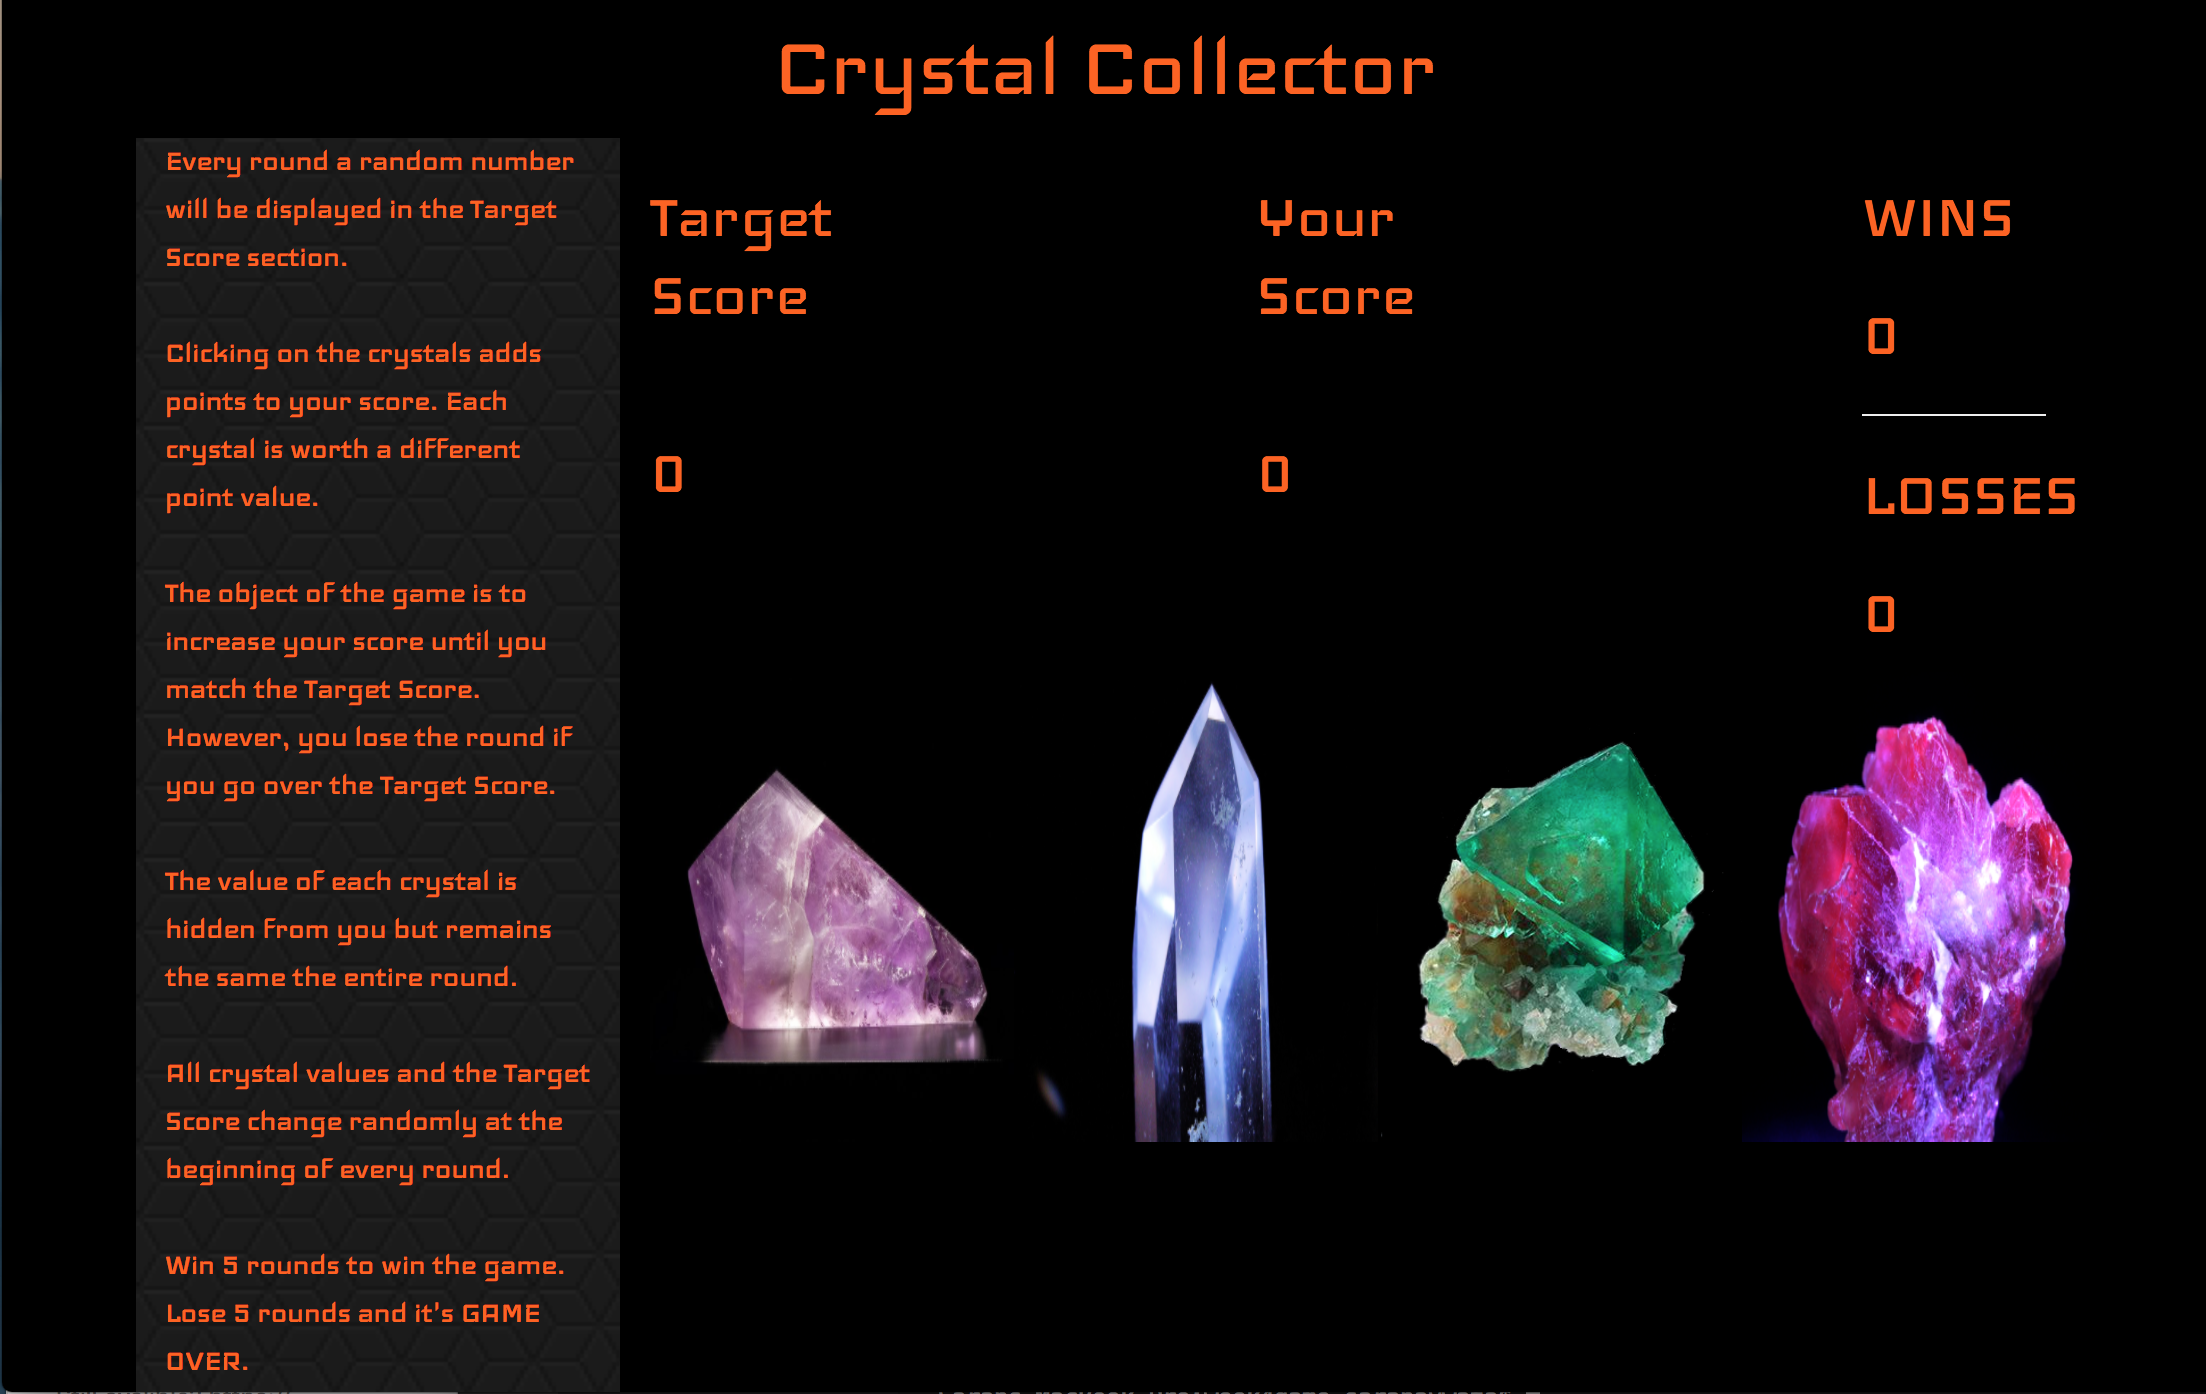 Crystal Collector
Every round a random number
will be displayed in the Target
Score section.
Clicking on the crystals adds
points to your score. Each
crystal is worth a different
point value.
The object of the game is to
increase your score until you
match the Target Score.
However, you lose the round if
you go over the Target Score.
The value of each crystal is
hidden from you but remains
the same the entire round.
All crystal values and the Target
Score change randomly at the
beginning of every round.
Win 5 rounds to win the game.
Lose 5 rounds and it's GAME
OVER.
Target
Score
0
Your
Score
0
WINS
0
LOSSES
0